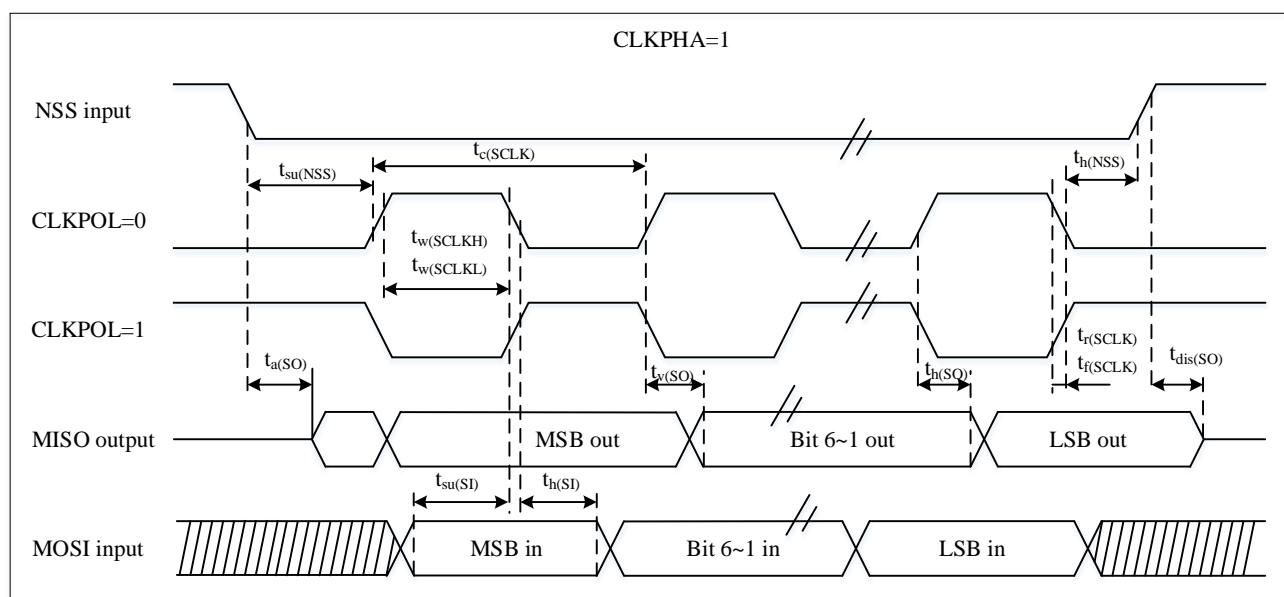 CLKPHA=1
NSS input
tc(SCLK)
tsu(NSS)
th(NSS)
CLKPOL=0
tw(SCLKH)
tw(SCLKL)
CLKPOL=1
tr(SCLK)
tf(SCLK)
ta(SO)
tv(SO)
th(SO)
tdis(SO)
MISO output
MSB out
Bit 6~1 out
LSB out
tsu(SI)
th(SI)
MOSI input
MSB in
Bit 6~1 in
LSB in